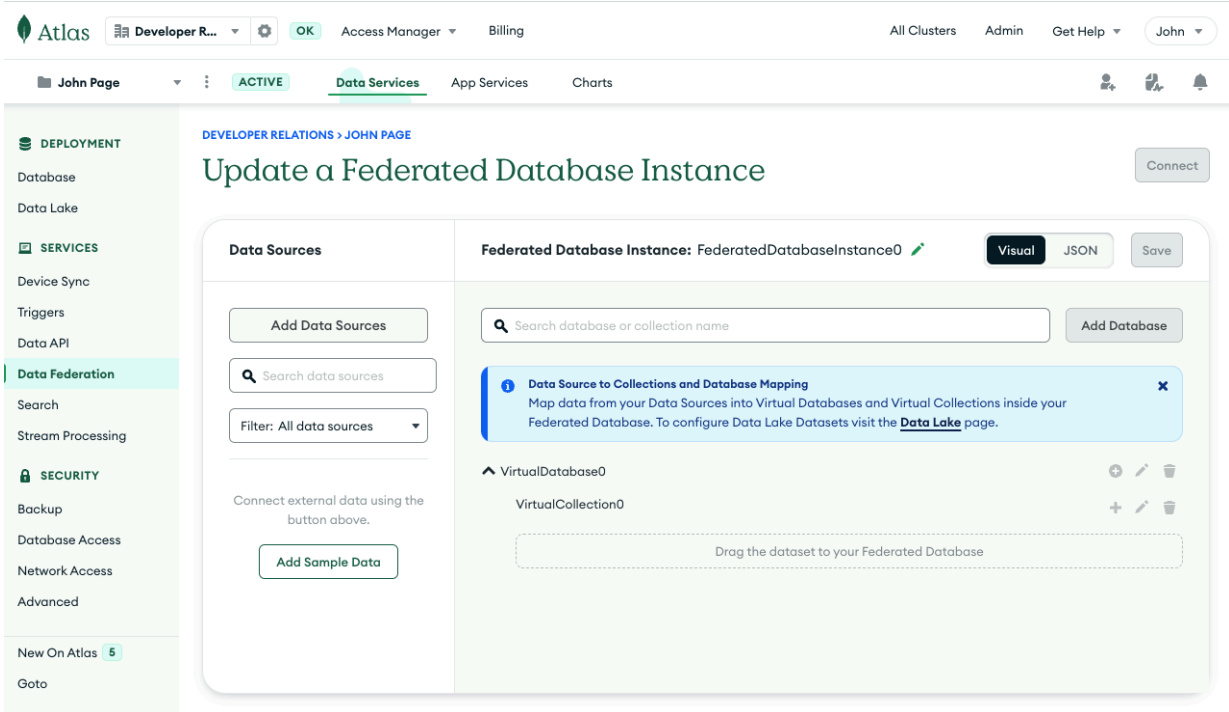 Atlas
Developer R...
OK
Access Manager
Billing
All Clusters
Admin
Get Help
John
John Page
ACTIVE
Data Services
App Services
Charts
DEPLOYMENT
Database
Data Lake
SERVICES
Device Sync
Triggers
Data API
Data Federation
Search
Stream Processing
SECURITY
Backup
Database Access
Network Access
Advanced
New On Atlas 5
Goto
DEVELOPER RELATIONS > JOHN PAGE
Update a Federated Database Instance
Connect
Data Sources
Add Data Sources
Search data sources
Filter: All data sources
Connect external data using the
button above.
Add Sample Data
Federated Database Instance: FederatedDatabaseInstance0
Visual
JSON
Save
Search database or collection name
Add Database
Data Source to Collections and Database Mapping
Map data from your Data Sources into Virtual Databases and Virtual Collections inside your
Federated Database. To configure Data Lake Datasets visit the Data Lake page.
VirtualDatabase0
VirtualCollection0
Drag the dataset to your Federated Database